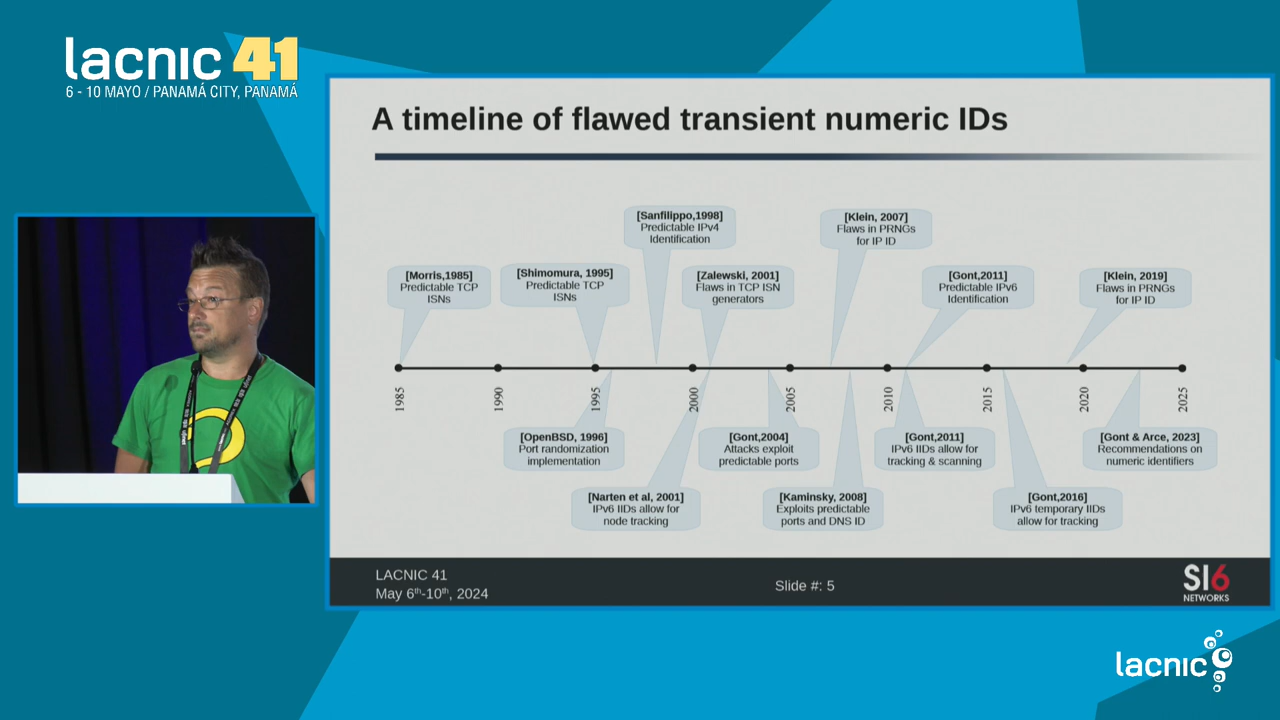 lacnic 41
6 - 10 MAYO / PANAMÁ CITY, PANAMÁ
A timeline of flawed transient numeric IDs
[Sanfilippo,1998]
Predictable IPv4
Identification
[Klein, 2007]
Flaws in PRNGs
for IP ID
[Morris,1985]
Predictable TCP
ISNs
[Shimomura, 1995]
Predictable TCP
ISNs
[Zalewski, 2001]
Flaws in TCP ISN
generators
[Gont,2011]
Predictable IPv6
Identification
[Klein, 2019]
Flaws in PRNGs
for IP ID
1985
1990
1995
2000
2005
2010
2015
2020
2025
[OpenBSD, 1996]
Port randomization
implementation
[Gont,2004]
Attacks exploit
predictable ports
[Gont,2011]
IPv6 IIDs allow for
tracking & scanning
[Gont & Arce, 2023]
Recommendations on
numeric identifiers
[Narten et al, 2001]
IPv6 IIDs allow for
node tracking
[Kaminsky, 2008]
Exploits predictable
ports and DNS ID
[Gont,2016]
IPv6 temporary IIDs
allow for tracking
LACNIC 41
May 6th-10th, 2024
Slide #: 5
SI6
NETWORKS
lacnic